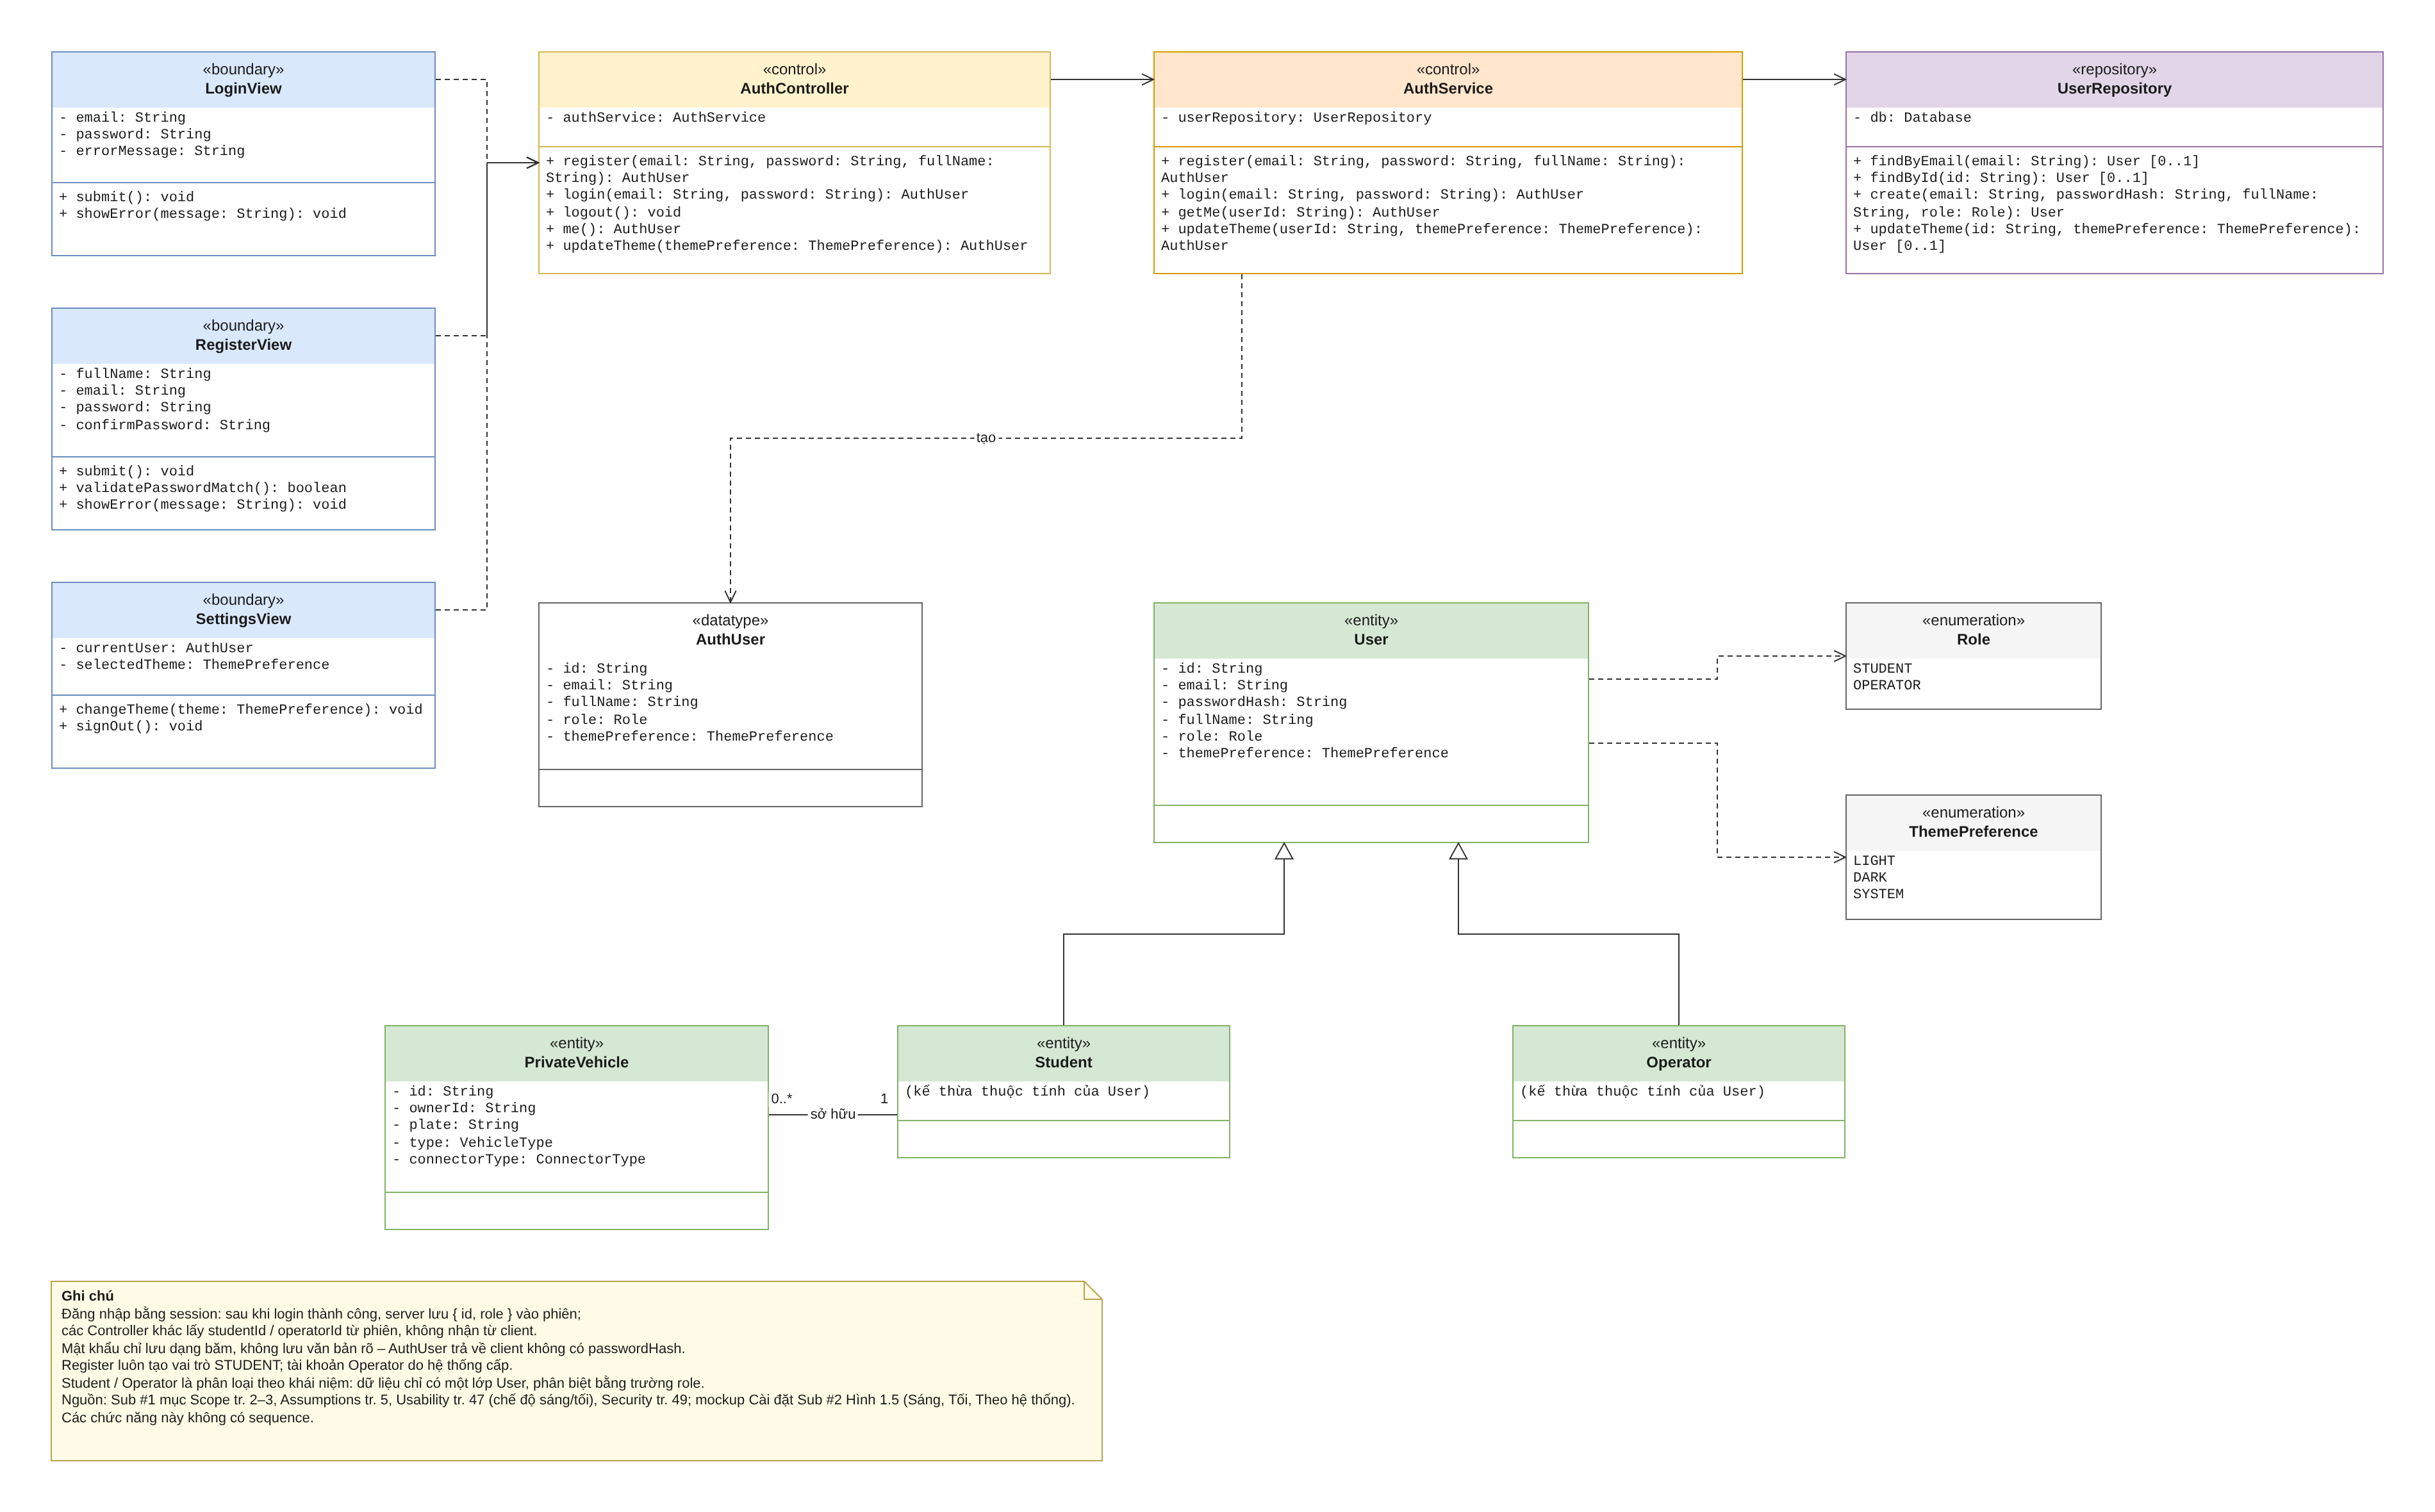 «boundary»
LoginView
- email: String
- password: String
- errorMessage: String
+ submit(): void
+ showError(message: String): void
«control»
AuthController
- authService: AuthService
+ register(email: String, password: String, fullName:
String): AuthUser
+ login(email: String, password: String): AuthUser
+ logout(): void
+ me(): AuthUser
+ updateTheme(themePreference: ThemePreference): AuthUser
«control»
AuthService
- userRepository: UserRepository
+ register(email: String, password: String, fullName: String):
AuthUser
+ login(email: String, password: String): AuthUser
+ getMe(userId: String): AuthUser
+ updateTheme(userId: String, themePreference: ThemePreference):
AuthUser
«repository»
UserRepository
- db: Database
+ findByEmail(email: String): User [0..1]
+ findById(id: String): User [0..1]
+ create(email: String, passwordHash: String, fullName:
String, role: Role): User
+ updateTheme(id: String, themePreference: ThemePreference):
User [0..1]
«boundary»
RegisterView
- fullName: String
- email: String
- password: String
- confirmPassword: String
+ submit(): void
+ validatePasswordMatch(): boolean
+ showError(message: String): void
tạo
«boundary»
SettingsView
- currentUser: AuthUser
- selectedTheme: ThemePreference
+ changeTheme(theme: ThemePreference): void
+ signOut(): void
«datatype»
AuthUser
- id: String
- email: String
- fullName: String
- role: Role
- themePreference: ThemePreference
«entity»
User
- id: String
- email: String
- passwordHash: String
- fullName: String
- role: Role
- themePreference: ThemePreference
«enumeration»
Role
STUDENT
OPERATOR
«enumeration»
ThemePreference
LIGHT
DARK
SYSTEM
«entity»
PrivateVehicle
- id: String
- ownerId: String
- plate: String
- type: VehicleType
- connectorType: ConnectorType
0..*
sở hữu
1
«entity»
Student
(kế thừa thuộc tính của User)
«entity»
Operator
(kế thừa thuộc tính của User)
Ghi chú
Đăng nhập bằng session: sau khi login thành công, server lưu { id, role } vào phiên;
các Controller khác lấy studentId / operatorId từ phiên, không nhận từ client.
Mật khẩu chỉ lưu dạng băm, không lưu văn bản rõ – AuthUser trả về client không có passwordHash.
Register luôn tạo vai trò STUDENT; tài khoản Operator do hệ thống cấp.
Student / Operator là phân loại theo khái niệm: dữ liệu chỉ có một lớp User, phân biệt bằng trường role.
Nguồn: Sub #1 mục Scope tr. 2–3, Assumptions tr. 5, Usability tr. 47 (chế độ sáng/tối), Security tr. 49; mockup Cài đặt Sub #2 Hình 1.5 (Sáng, Tối, Theo hệ thống).
Các chức năng này không có sequence.